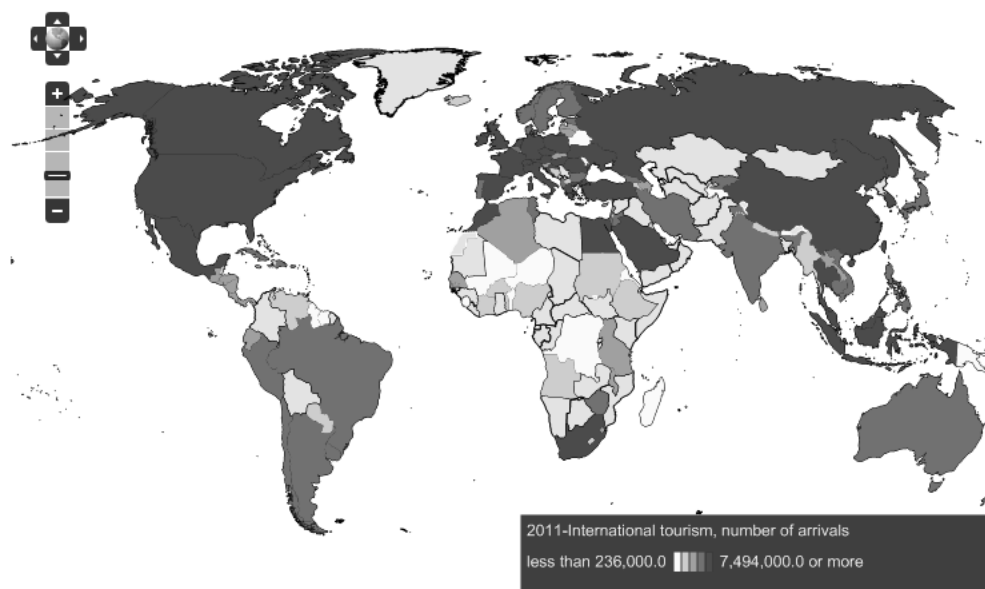 2011-International tourism, number of arrivals
less than 236,000.0 7,494,000.0 or more